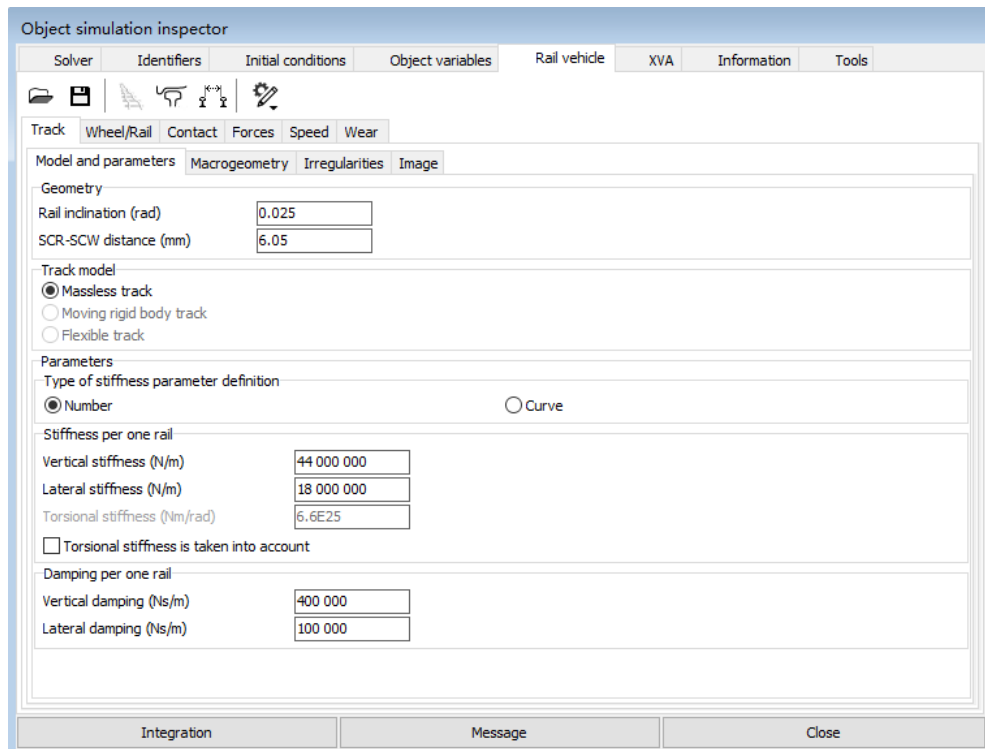 Object simulation inspector
Solver Identifiers Initial conditions Object variables Rail vehicle XVA Information Tools
Track Wheel/Rail Contact Forces Speed Wear
Model and parameters Macrogeometry Irregularities Image
Geometry
Rail inclination (rad) 0.025
SCR-SCW distance (mm) 6.05
Track model
Massless track
Moving rigid body track
Flexible track
Parameters
Type of stiffness parameter definition
Number Curve
Stiffness per one rail
Vertical stiffness (N/m) 44 000 000
Lateral stiffness (N/m) 18 000 000
Torsional stiffness (Nm/rad) 6.6E25
Torsional stiffness is taken into account
Damping per one rail
Vertical damping (Ns/m) 400 000
Lateral damping (Ns/m) 100 000
Integration Message Close